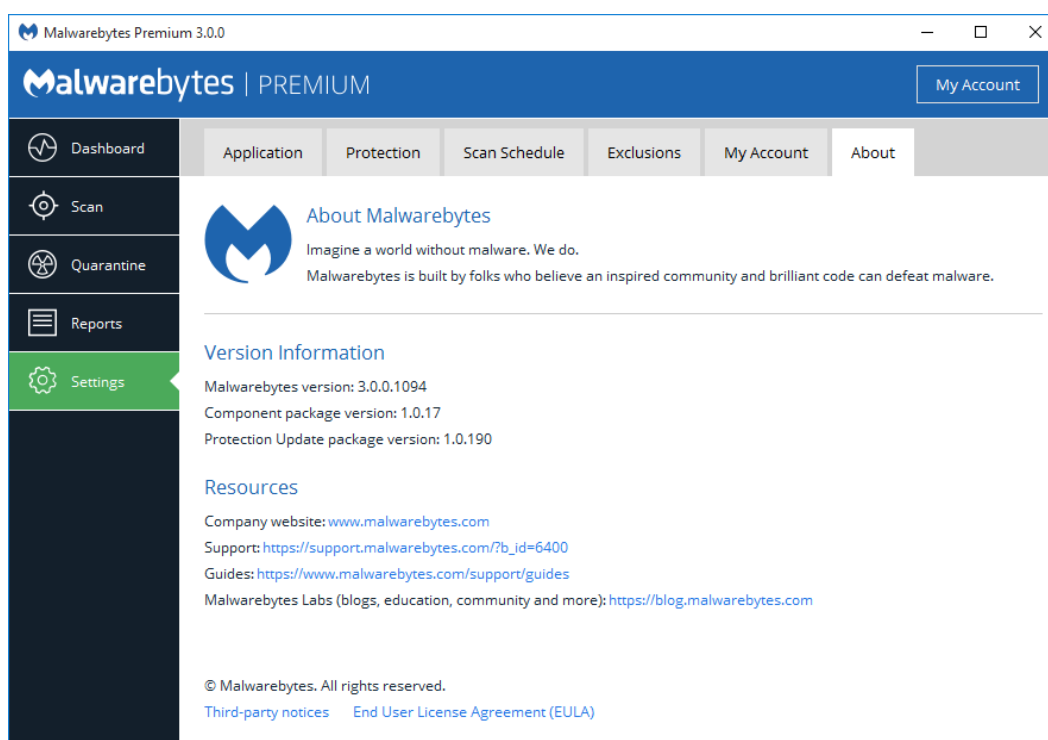 Malwarebytes Premium 3.0.0
Malwarebytes | PREMIUM
My Account
Dashboard
Scan
Quarantine
Reports
Settings
Application Protection Scan Schedule Exclusions My Account About
About Malwarebytes
Imagine a world without malware. We do.
Malwarebytes is built by folks who believe an inspired community and brilliant code can defeat malware.
Version Information
Malwarebytes version: 3.0.0.1094
Component package version: 1.0.17
Protection Update package version: 1.0.190
Resources
Company website: www.malwarebytes.com
Support: https://support.malwarebytes.com/?b_id=6400
Guides: https://www.malwarebytes.com/support/guides
Malwarebytes Labs (blogs, education, community and more): https://blog.malwarebytes.com
© Malwarebytes. All rights reserved.
Third-party notices End User License Agreement (EULA)